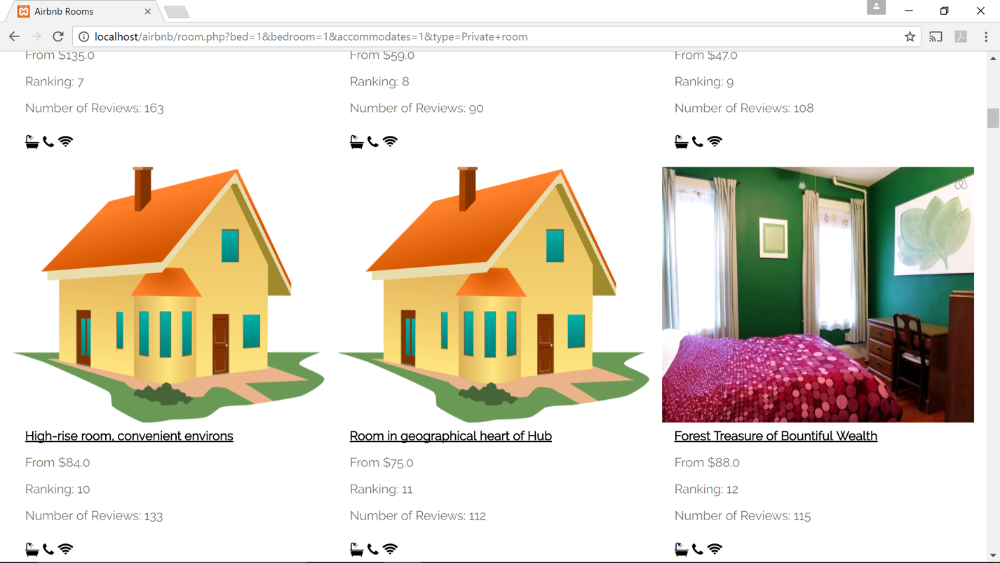 Airbnb Rooms
localhost/airbnb/room.php?bed=1&bedroom=1&accommodates=1&type=Private+room
From $135.0
From $59.0
From $47.0
Ranking: 7
Ranking: 8
Ranking: 9
Number of Reviews: 163
Number of Reviews: 90
Number of Reviews: 108
High-rise room, convenient environs
Room in geographical heart of Hub
Forest Treasure of Bountiful Wealth
From $84.0
From $75.0
From $88.0
Ranking: 10
Ranking: 11
Ranking: 12
Number of Reviews: 133
Number of Reviews: 112
Number of Reviews: 115